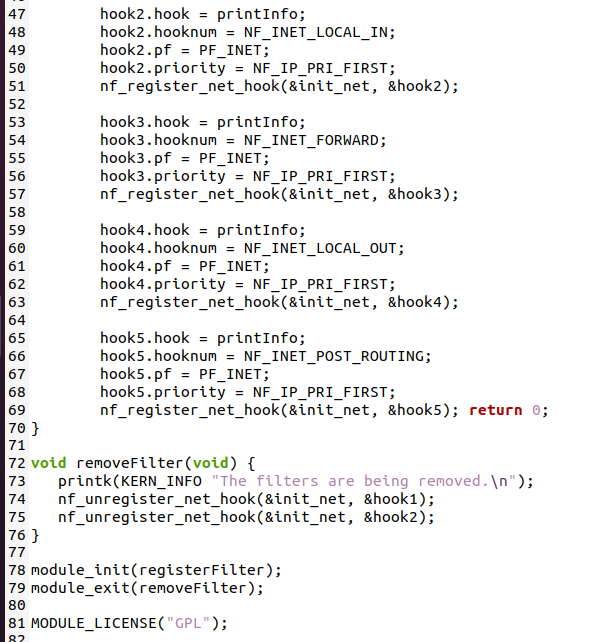 47         hook2.hook = printInfo;
48         hook2.hooknum = NF_INET_LOCAL_IN;
49         hook2.pf = PF_INET;
50         hook2.priority = NF_IP_PRI_FIRST;
51         nf_register_net_hook(&init_net, &hook2);
52
53         hook3.hook = printInfo;
54         hook3.hooknum = NF_INET_FORWARD;
55         hook3.pf = PF_INET;
56         hook3.priority = NF_IP_PRI_FIRST;
57         nf_register_net_hook(&init_net, &hook3);
58
59         hook4.hook = printInfo;
60         hook4.hooknum = NF_INET_LOCAL_OUT;
61         hook4.pf = PF_INET;
62         hook4.priority = NF_IP_PRI_FIRST;
63         nf_register_net_hook(&init_net, &hook4);
64
65         hook5.hook = printInfo;
66         hook5.hooknum = NF_INET_POST_ROUTING;
67         hook5.pf = PF_INET;
68         hook5.priority = NF_IP_PRI_FIRST;
69         nf_register_net_hook(&init_net, &hook5); return 0;
70 }
71
72 void removeFilter(void) {
73    printk(KERN_INFO "The filters are being removed.\n");
74    nf_unregister_net_hook(&init_net, &hook1);
75    nf_unregister_net_hook(&init_net, &hook2);
76 }
77
78 module_init(registerFilter);
79 module_exit(removeFilter);
80
81 MODULE_LICENSE("GPL");
82